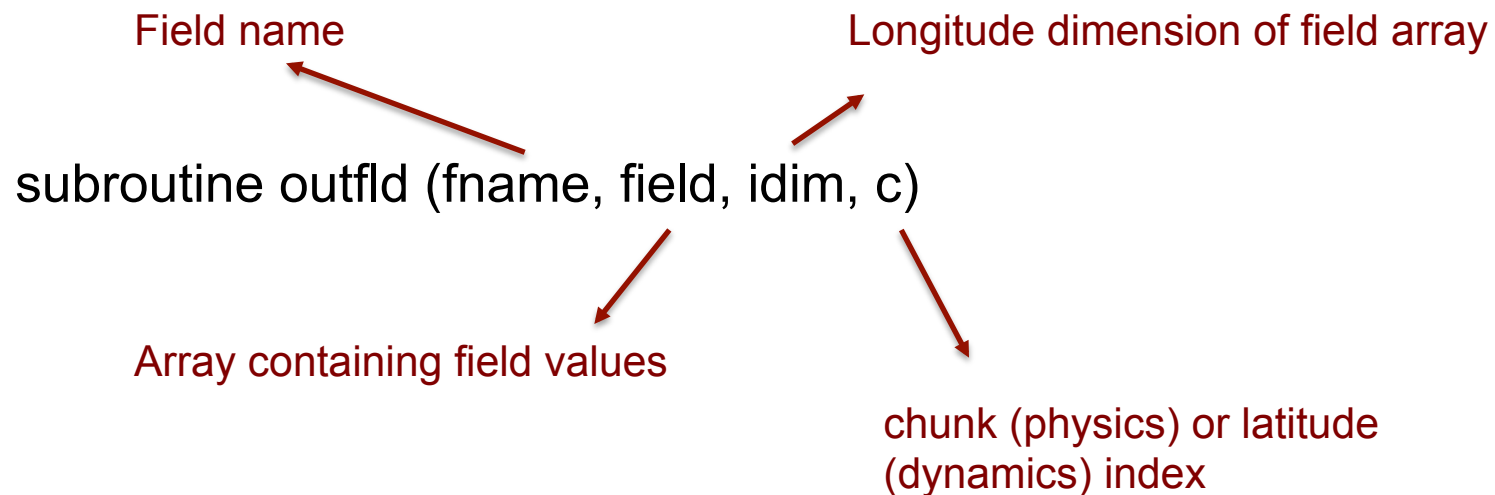 Field name
Longitude dimension of field array
subroutine outfld (fname, field, idim, c)
Array containing field values
chunk (physics) or latitude
(dynamics) index